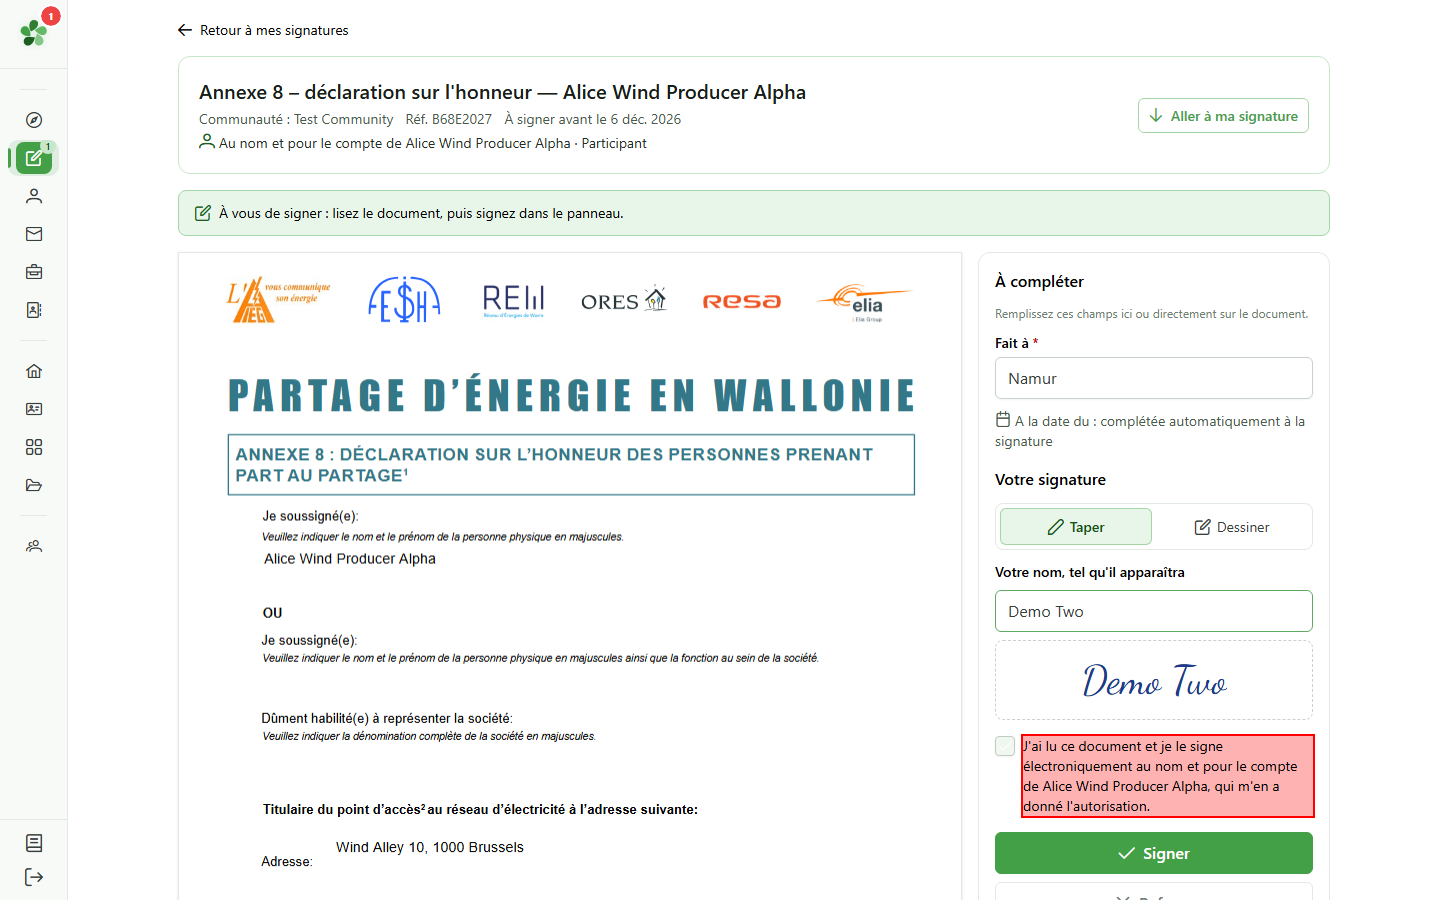 1
Retour à mes signatures
Annexe 8 – déclaration sur l'honneur — Alice Wind Producer Alpha
Communauté : Test Community Réf. B68E2027 À signer avant le 6 déc. 2026
Au nom et pour le compte de Alice Wind Producer Alpha · Participant
Aller à ma signature
1
À vous de signer : lisez le document, puis signez dans le panneau.
L'AIEG vous communique
son énergie
REW
Réseau d'Énergies de Wavre
ORES
resa
elia
Elia Group
PARTAGE D'ÉNERGIE EN WALLONIE
ANNEXE 8 : DÉCLARATION SUR L'HONNEUR DES PERSONNES PRENANT
PART AU PARTAGE¹
Je soussigné(e):
Veuillez indiquer le nom et le prénom de la personne physique en majuscules.
Alice Wind Producer Alpha
OU
Je soussigné(e):
Veuillez indiquer le nom et le prénom de la personne physique en majuscules ainsi que la fonction au sein de la société.
Dûment habilité(e) à représenter la société:
Veuillez indiquer la dénomination complète de la société en majuscules.
Titulaire du point d'accès² au réseau d'électricité à l'adresse suivante:
Wind Alley 10, 1000 Brussels
Adresse:
À compléter
Remplissez ces champs ici ou directement sur le document.
Fait à *
Namur
A la date du : complétée automatiquement à la
signature
Votre signature
Taper
Dessiner
Votre nom, tel qu'il apparaîtra
Demo Two
Demo Two
J'ai lu ce document et je le signe
électroniquement au nom et pour le compte
de Alice Wind Producer Alpha, qui m'en a
donné l'autorisation.
Signer